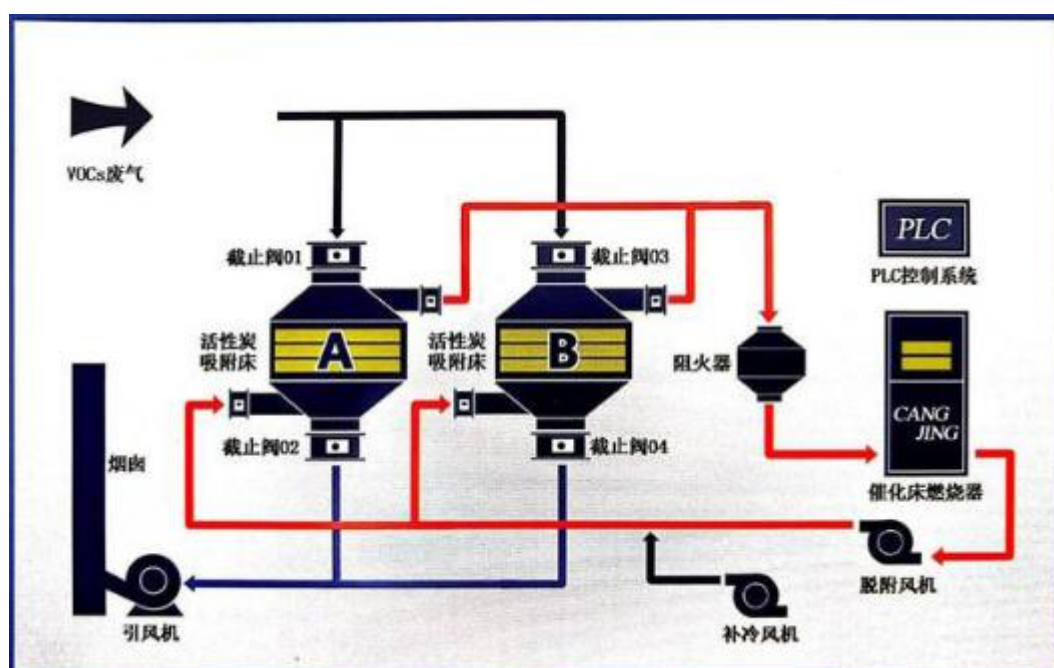 VOCs废气
截止阀01
截止阀03
PLC
PLC控制系统
活性炭
吸附床
A
活性炭
吸附床
B
阻火器
CANG
JING
截止阀02
截止阀04
烟囱
催化床燃烧器
引风机
补冷风机
脱附风机